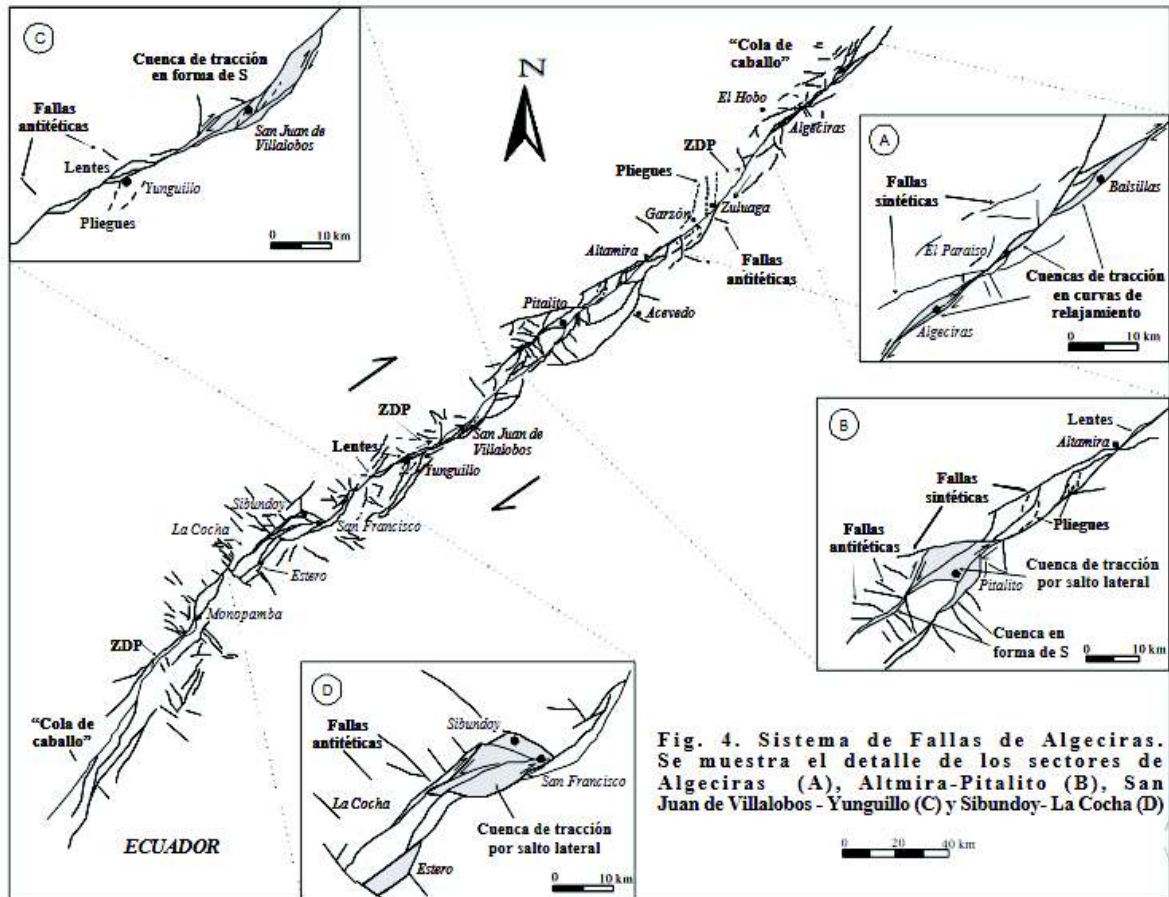 C
Cuenca de tracción
en forma de S
Fallas
antitéticas
Lentes
San Juan de
Villalobos
Yunguillo
Pliegues
0 10 km
N
“Cola de
caballo”
El Hobo
Algeciras
ZDP
Pliegues
Zuluaga
Garzón
Altamira
Fallas
antitéticas
Pitalito
Acevedo
ZDP
San Juan de
Villalobos
Lentes
Yunguillo
Sibundoy
San Francisco
La Cocha
Estero
Monopamba
ZDP
“Cola de
caballo”
ECUADOR
A
Fallas
sintéticas
Balsillas
El Paraiso
Cuencas de tracción
en curvas de
relajamiento
Algeciras
0 10 km
B
Lentes
Altamira
Fallas
sintéticas
Fallas
antitéticas
Pliegues
Cuenca de tracción
por salto lateral
Pitalito
Cuenca en
forma de S
0 10 km
D
Sibundoy
Fallas
antitéticas
San Francisco
La Cocha
Cuenca de tracción
por salto lateral
Estero
0 10 km
Fig. 4. Sistema de Fallas de Algeciras.
Se muestra el detalle de los sectores de
Algeciras (A), Altmira-Pitalito (B), San
Juan de Villalobos - Yunguillo (C) y Sibundoy- La Cocha (D)
0 20 40 km